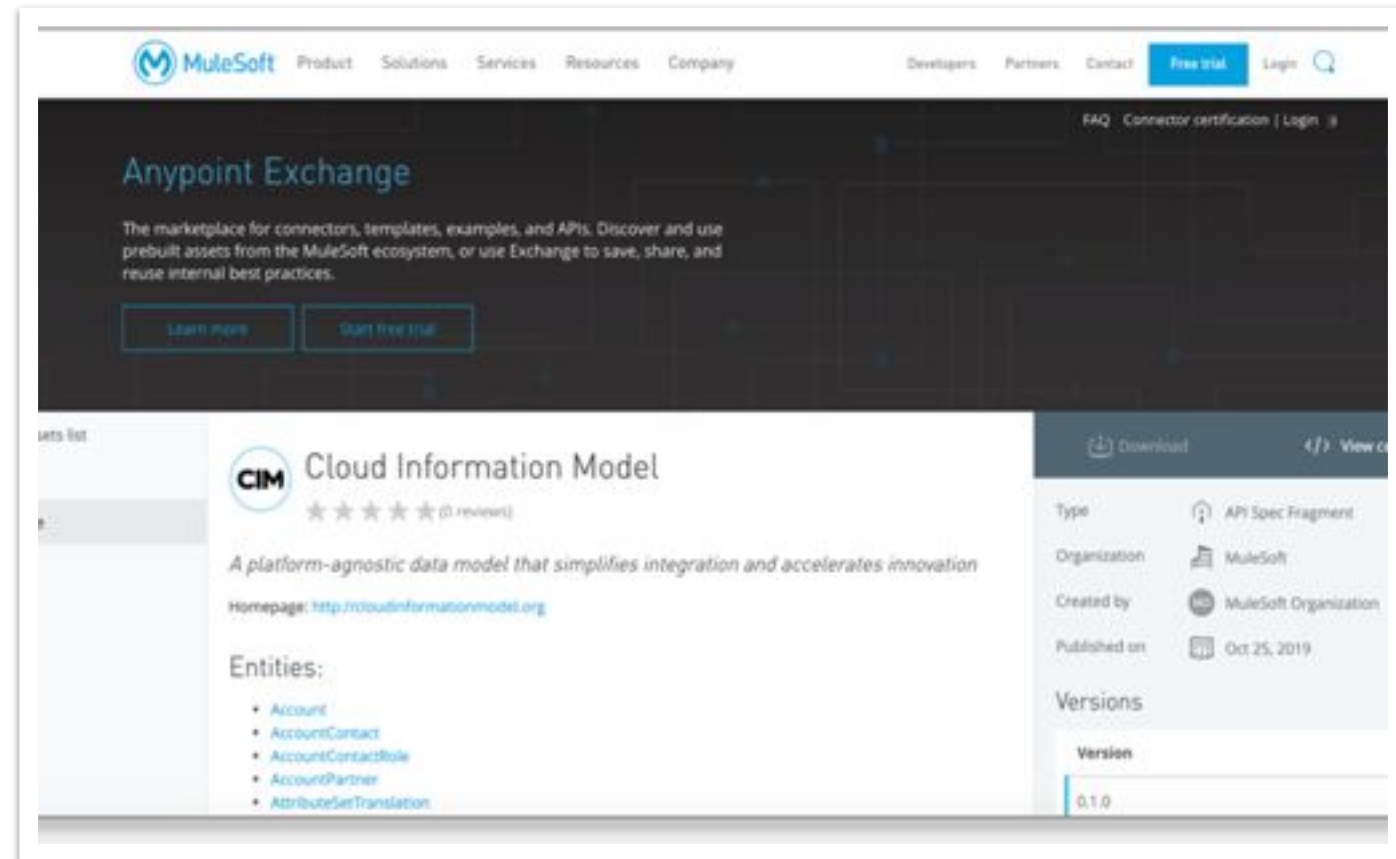 MuleSoft Product Solutions Services Resources Company Developers Partners Contact Free trial Login
FAQ Connector certification | Login
Anypoint Exchange
The marketplace for connectors, templates, examples, and APIs. Discover and use
prebuilt assets from the MuleSoft ecosystem, or use Exchange to save, share, and
reuse internal best practices.
Learn more Start free trial
sets list
e
CIM Cloud Information Model
(0 reviews)
A platform-agnostic data model that simplifies integration and accelerates innovation
Homepage: http://cloudinformationmodel.org
Entities:
• Account
• AccountContact
• AccountContactRole
• AccountPartner
• AttributeSetTranslation
Download </> View co
Type API Spec Fragment
Organization MuleSoft
Created by MuleSoft Organization
Published on Oct 25, 2019
Versions
Version
0.1.0